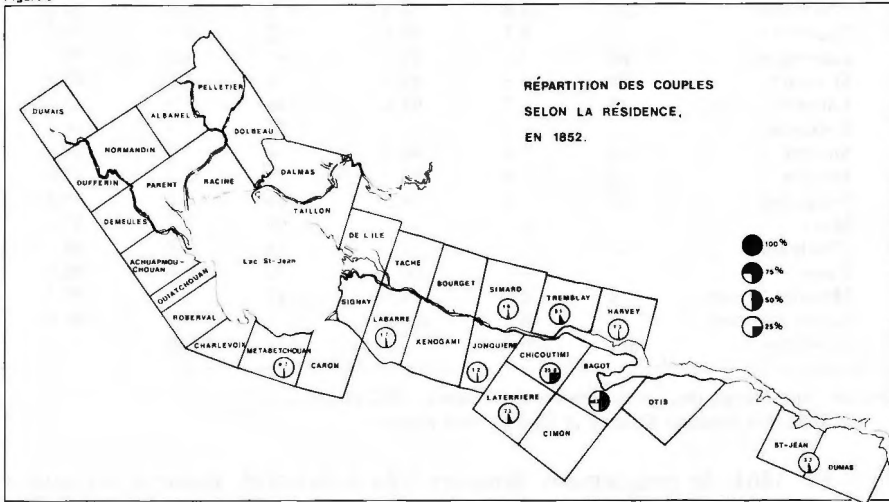 RÉPARTITION DES COUPLES
SELON LA RÉSIDENCE,
EN 1852.
PELLETIER
DUMAIS
ALBANEL
DOLBEAU
NORMANDIN
DALMAS
DUFFERIN
PARENT
RACINE
TAILLON
DEMEULES
DE L'ILE
ACHUAPMOU-
CHOUAN
Lac St-Jean
TACHE
100%
OUIATCHOUAN
BOURGET
75%
SIGNAY
SIMARD
TREMBLAY
HARVEY
50%
ROBERVAL
LABARRE
25%
CHARLEVOIX
KENOGAMI
JONQUIERE
METABETCHOUAN
CARON
CHICOUTIMI
BAGOT
LATERRIERE
OTIS
CIMON
ST-JEAN
DUMAS